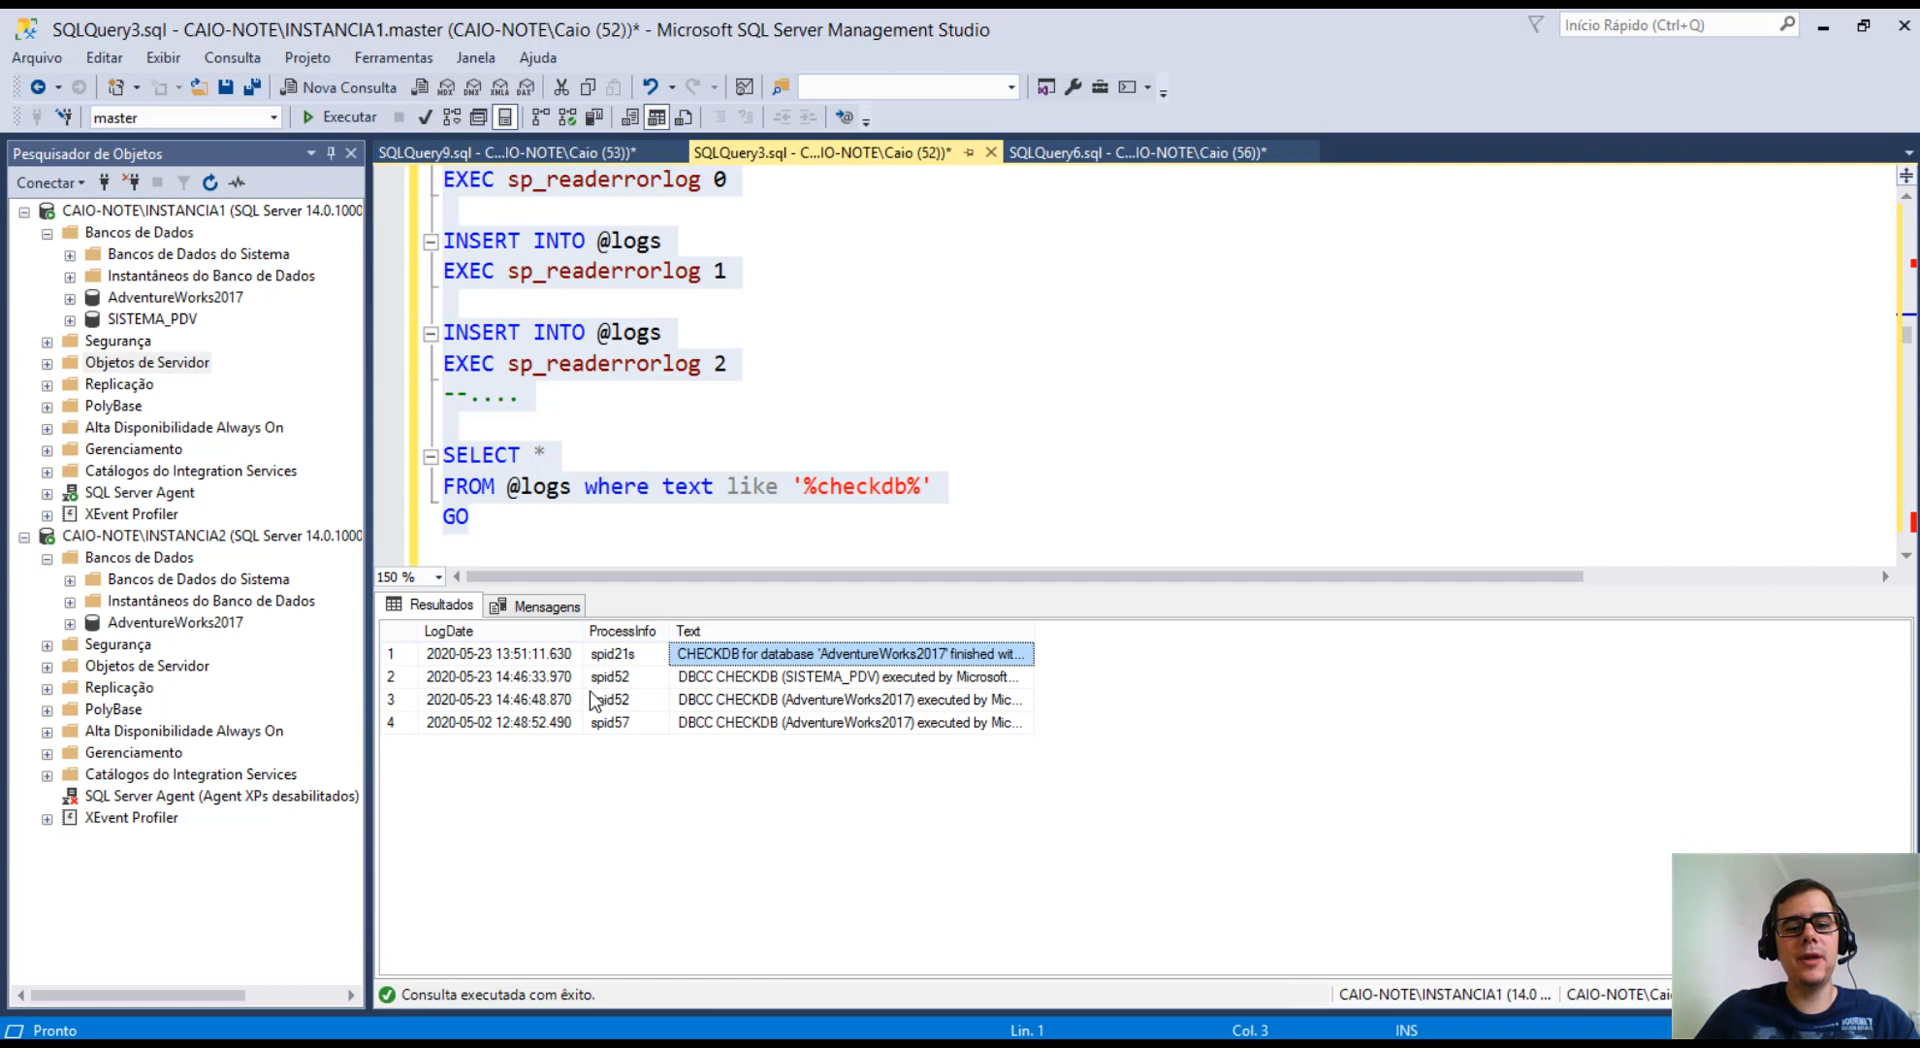 SQLQuery3.sql - CAIO-NOTE\INSTANCIA1.master (CAIO-NOTE\Caio (52))* - Microsoft SQL Server Management Studio
Início Rápido (Ctrl+Q)
Arquivo Editar Exibir Consulta Projeto Ferramentas Janela Ajuda
Nova Consulta
master
Executar
Pesquisador de Objetos
Conectar
CAIO-NOTE\INSTANCIA1 (SQL Server 14.0.1000
Bancos de Dados
Bancos de Dados do Sistema
Instantâneos do Banco de Dados
AdventureWorks2017
SISTEMA_PDV
Segurança
Objetos de Servidor
Replicação
PolyBase
Alta Disponibilidade Always On
Gerenciamento
Catálogos do Integration Services
SQL Server Agent
XEvent Profiler
CAIO-NOTE\INSTANCIA2 (SQL Server 14.0.1000
Bancos de Dados
Bancos de Dados do Sistema
Instantâneos do Banco de Dados
AdventureWorks2017
Segurança
Objetos de Servidor
Replicação
PolyBase
Alta Disponibilidade Always On
Gerenciamento
Catálogos do Integration Services
SQL Server Agent (Agent XPs desabilitados)
XEvent Profiler
SQLQuery9.sql - C...IO-NOTE\Caio (53))* SQLQuery3.sql - C...IO-NOTE\Caio (52))* SQLQuery6.sql - C...IO-NOTE\Caio (56))*
EXEC sp_readerrorlog 0
INSERT INTO @logs
EXEC sp_readerrorlog 1
INSERT INTO @logs
EXEC sp_readerrorlog 2
--....
SELECT *
FROM @logs where text like '%checkdb%'
GO
150 %
Resultados Mensagens
LogDate ProcessInfo Text
1 2020-05-23 13:51:11.630 spid21s CHECKDB for database 'AdventureWorks2017' finished wit...
2 2020-05-23 14:46:33.970 spid52 DBCC CHECKDB (SISTEMA_PDV) executed by Microsoft...
3 2020-05-23 14:46:48.870 spid52 DBCC CHECKDB (AdventureWorks2017) executed by Mic...
4 2020-05-02 12:48:52.490 spid57 DBCC CHECKDB (AdventureWorks2017) executed by Mic...
Consulta executada com êxito.
CAIO-NOTE\INSTANCIA1 (14.0 ... CAIO-NOTE\Cai
Pronto
Lin. 1 Col. 3 INS
JOURNEY